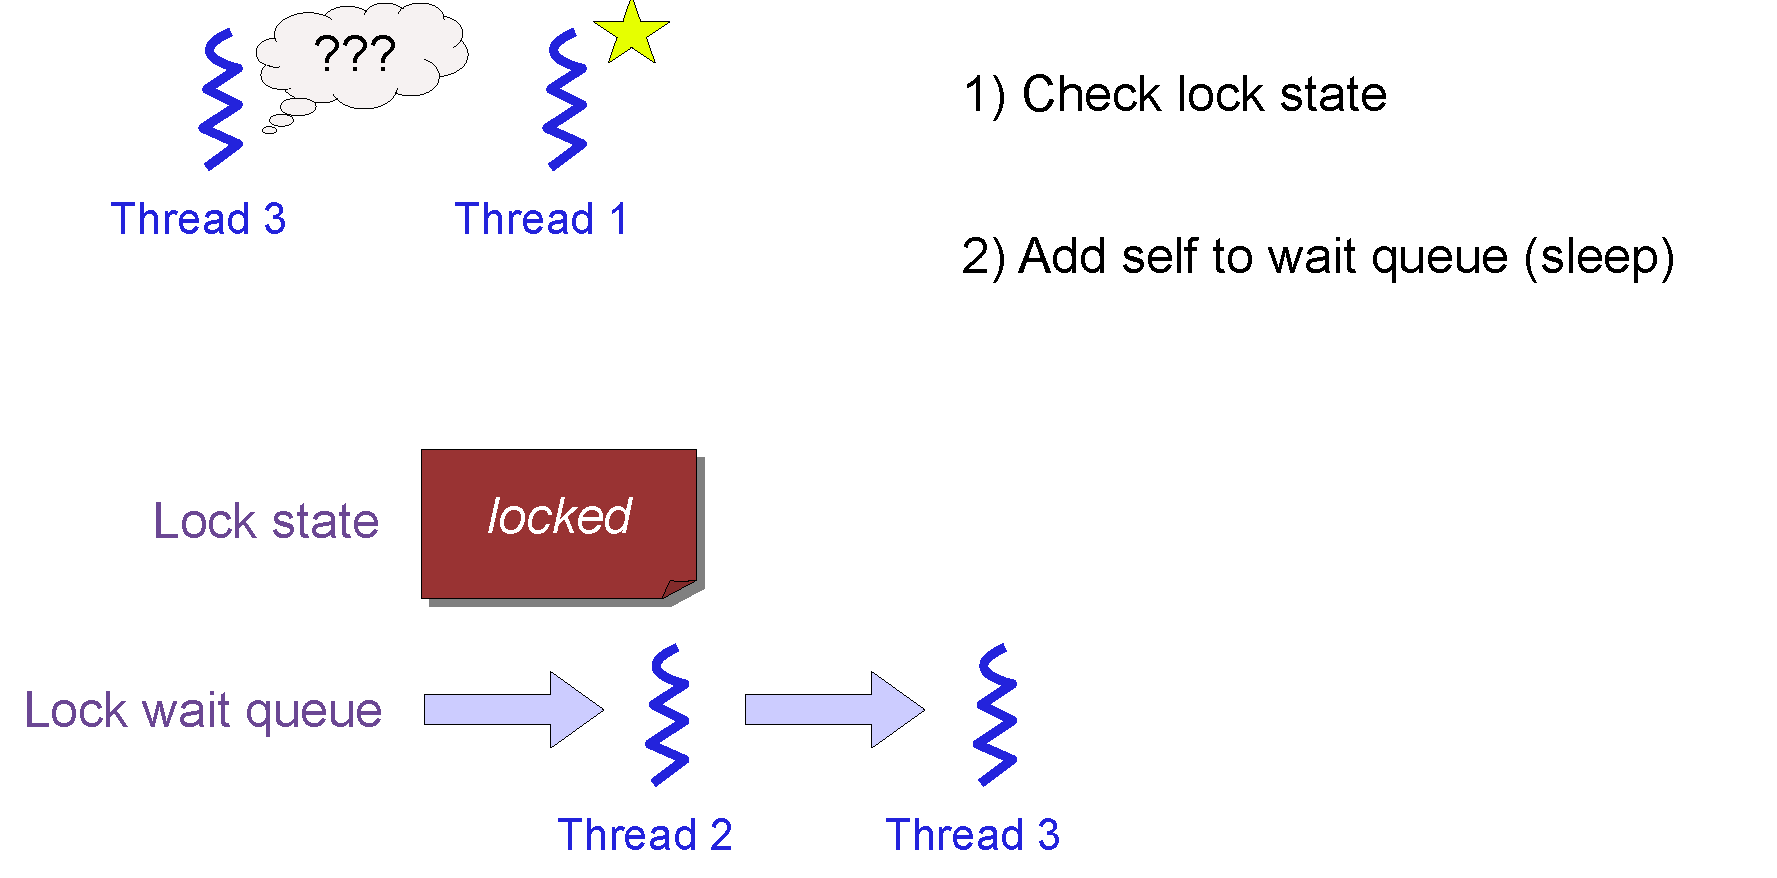 ???
Thread 3
Thread 1
1) Check lock state
2) Add self to wait queue (sleep)
Lock state
locked
Lock wait queue
Thread 2
Thread 3